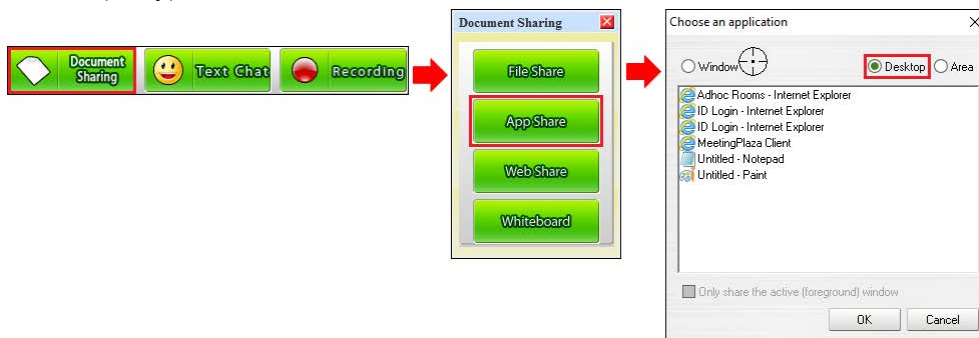 Document
Sharing
Text Chat
Recording
Document Sharing
File Share
App Share
Web Share
Whiteboard
Choose an application
Window
Desktop
Area
Adhoc Rooms - Internet Explorer
ID Login - Internet Explorer
ID Login - Internet Explorer
MeetingPlaza Client
Untitled - Notepad
Untitled - Paint
Only share the active (foreground) window
OK
Cancel